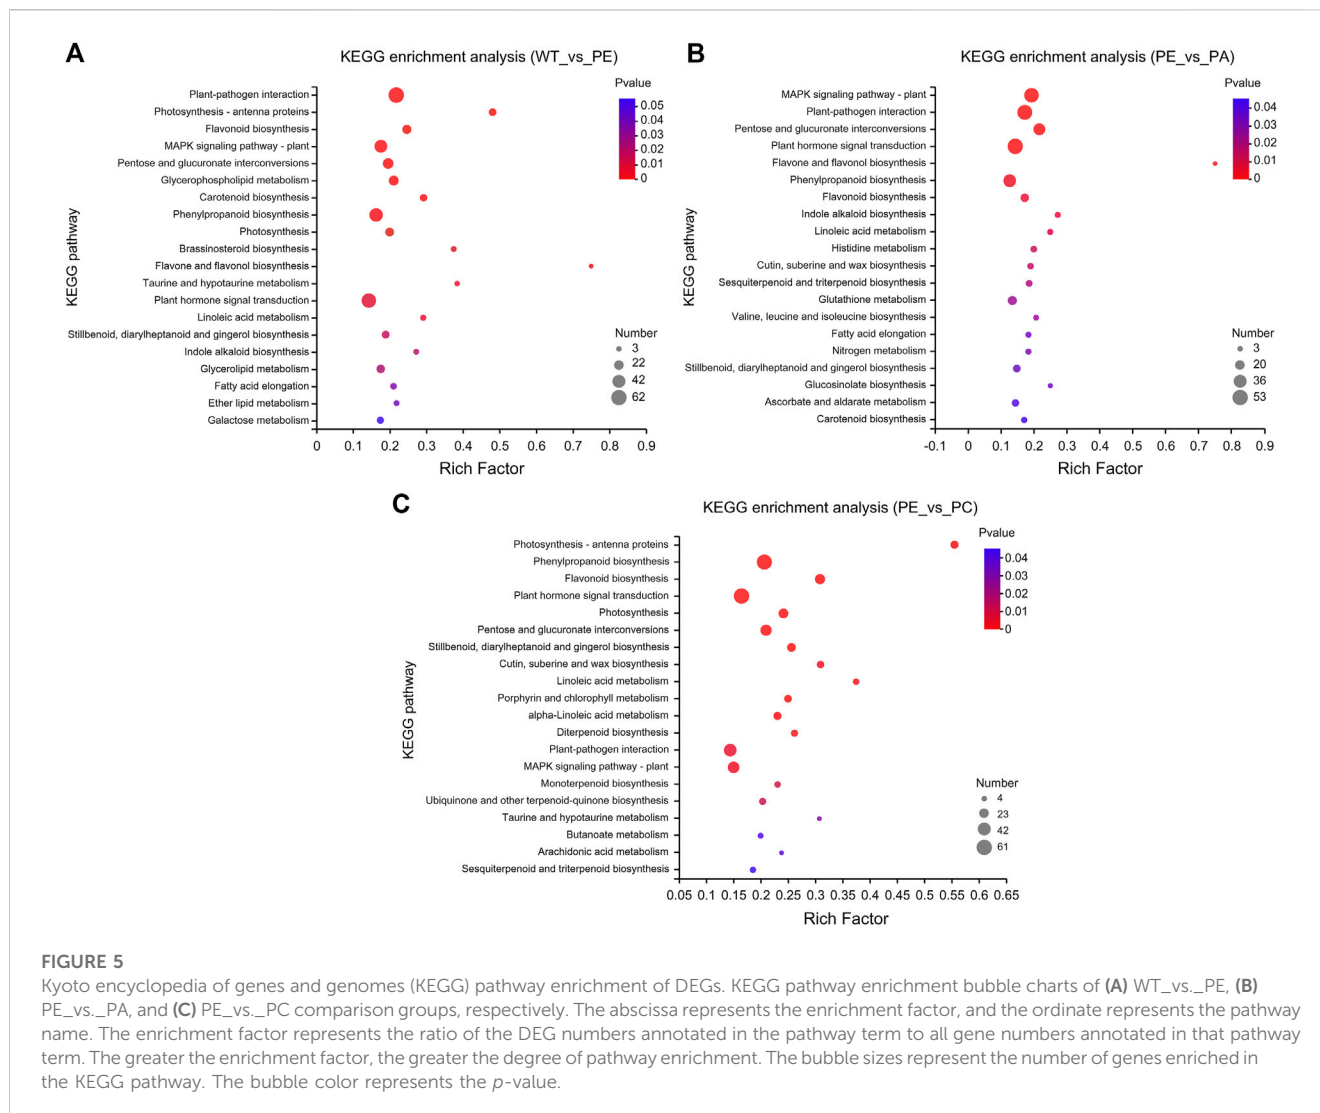 A
KEGG enrichment analysis (WT_vs_PE)
Plant-pathogen interaction
Photosynthesis - antenna proteins
Flavonoid biosynthesis
MAPK signaling pathway - plant
Pentose and glucuronate interconversions
Glycerophospholipid metabolism
Carotenoid biosynthesis
Phenylpropanoid biosynthesis
Photosynthesis
Brassinosteroid biosynthesis
Flavone and flavonol biosynthesis
Taurine and hypotaurine metabolism
Plant hormone signal transduction
Linoleic acid metabolism
Stillbenoid, diarylheptanoid and gingerol biosynthesis
Indole alkaloid biosynthesis
Glycerolipid metabolism
Fatty acid elongation
Ether lipid metabolism
Galactose metabolism
KEGG pathway
0 0.1 0.2 0.3 0.4 0.5 0.6 0.7 0.8 0.9
Rich Factor
Pvalue
0.05
0.04
0.03
0.02
0.01
0
Number
3
22
42
62
B
KEGG enrichment analysis (PE_vs_PA)
MAPK signaling pathway - plant
Plant-pathogen interaction
Pentose and glucuronate interconversions
Plant hormone signal transduction
Flavone and flavonol biosynthesis
Phenylpropanoid biosynthesis
Flavonoid biosynthesis
Indole alkaloid biosynthesis
Linoleic acid metabolism
Histidine metabolism
Cutin, suberine and wax biosynthesis
Sesquiterpenoid and triterpenoid biosynthesis
Glutathione metabolism
Valine, leucine and isoleucine biosynthesis
Fatty acid elongation
Nitrogen metabolism
Stillbenoid, diarylheptanoid and gingerol biosynthesis
Glucosinolate biosynthesis
Ascorbate and aldarate metabolism
Carotenoid biosynthesis
KEGG pathway
-0.1 0 0.1 0.2 0.3 0.4 0.5 0.6 0.7 0.8 0.9
Rich Factor
Pvalue
0.04
0.03
0.02
0.01
0
Number
3
20
36
53
C
KEGG enrichment analysis (PE_vs_PC)
Photosynthesis - antenna proteins
Phenylpropanoid biosynthesis
Flavonoid biosynthesis
Plant hormone signal transduction
Photosynthesis
Pentose and glucuronate interconversions
Stillbenoid, diarylheptanoid and gingerol biosynthesis
Cutin, suberine and wax biosynthesis
Linoleic acid metabolism
Porphyrin and chlorophyll metabolism
alpha-Linoleic acid metabolism
Diterpenoid biosynthesis
Plant-pathogen interaction
MAPK signaling pathway - plant
Monoterpenoid biosynthesis
Ubiquinone and other terpenoid-quinone biosynthesis
Taurine and hypotaurine metabolism
Butanoate metabolism
Arachidonic acid metabolism
Sesquiterpenoid and triterpenoid biosynthesis
KEGG pathway
0.05 0.1 0.15 0.2 0.25 0.3 0.35 0.4 0.45 0.5 0.55 0.6 0.65
Rich Factor
Pvalue
0.04
0.03
0.02
0.01
0
Number
4
23
42
61
FIGURE 5
Kyoto encyclopedia of genes and genomes (KEGG) pathway enrichment of DEGs. KEGG pathway enrichment bubble charts of (A) WT_vs._PE, (B)
PE_vs._PA, and (C) PE_vs._PC comparison groups, respectively. The abscissa represents the enrichment factor, and the ordinate represents the pathway
name. The enrichment factor represents the ratio of the DEG numbers annotated in the pathway term to all gene numbers annotated in that pathway
term. The greater the enrichment factor, the greater the degree of pathway enrichment. The bubble sizes represent the number of genes enriched in
the KEGG pathway. The bubble color represents the p-value.